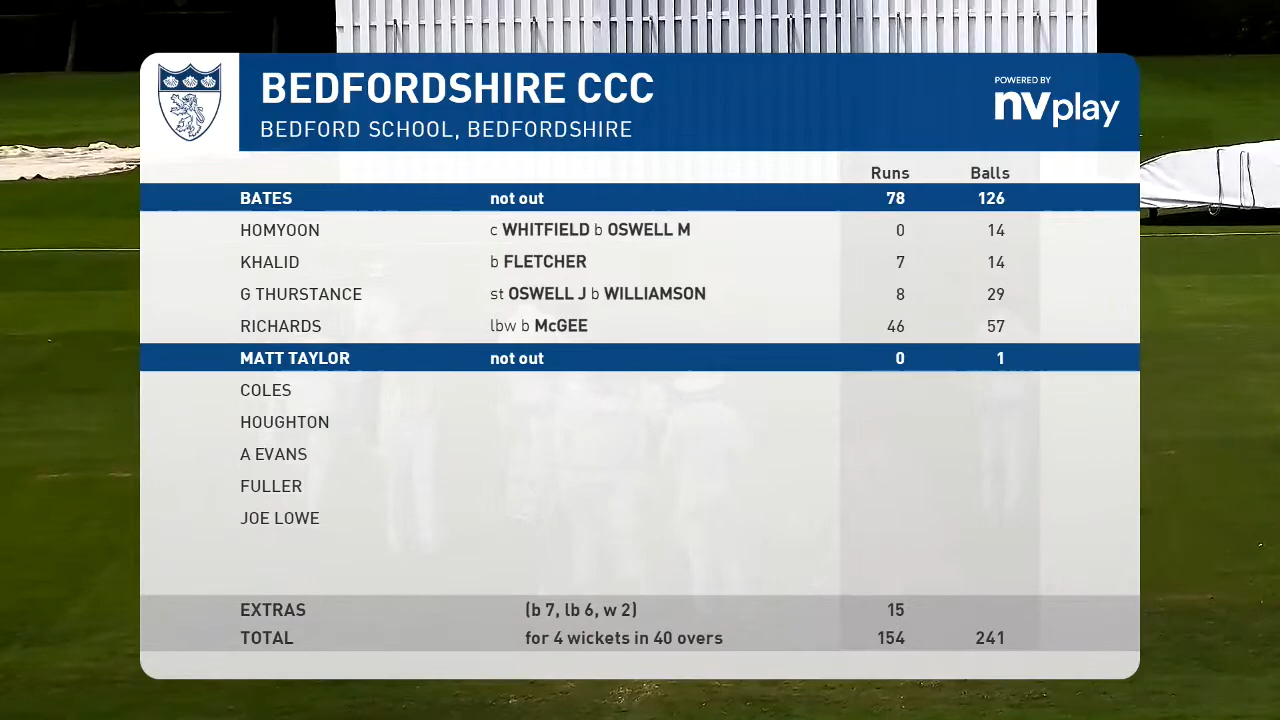 BEDFORDSHIRE CCC
BEDFORD SCHOOL, BEDFORDSHIRE
POWERED BY
nvplay
Runs Balls
BATES not out 78 126
HOMYOON c WHITFIELD b OSWELL M 0 14
KHALID b FLETCHER 7 14
G THURSTANCE st OSWELL J b WILLIAMSON 8 29
RICHARDS lbw b McGEE 46 57
MATT TAYLOR not out 0 1
COLES
HOUGHTON
A EVANS
FULLER
JOE LOWE
EXTRAS (b 7, lb 6, w 2) 15
TOTAL for 4 wickets in 40 overs 154 241